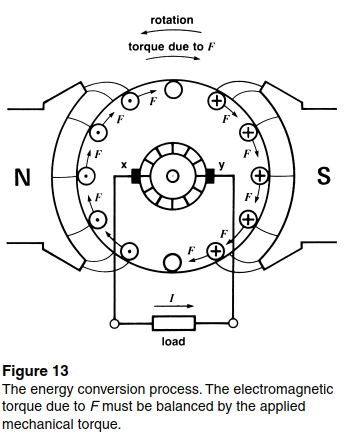 rotation
torque due to F
F
F
F
F
F
F
F
F
F
F
F
N
S
x
y
I
load
Figure 13
The energy conversion process. The electromagnetic
torque due to F must be balanced by the applied
mechanical torque.